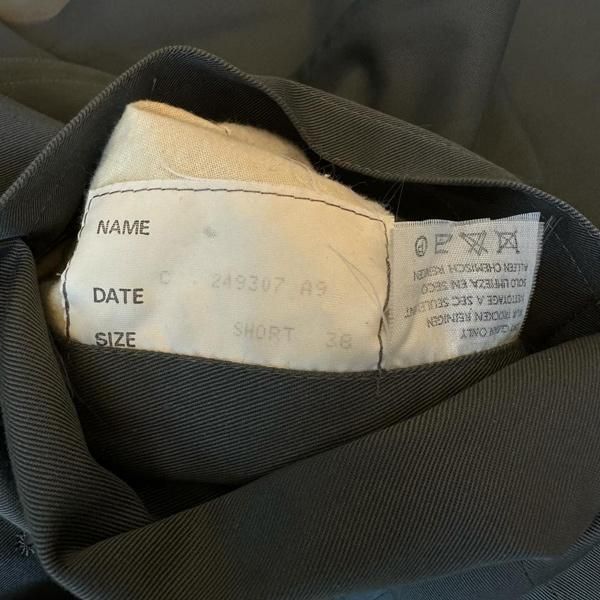 NAME
DATE C . 249307 A9
SIZE SHORT 38
ALLEEN CHEMISCH REINIGEN
SOLO LIMPIEZA EN SECO
NETTOYAGE A SEC SEULEMENT
NUR TROCKEN REINIGEN
DRY CLEAN ONLY